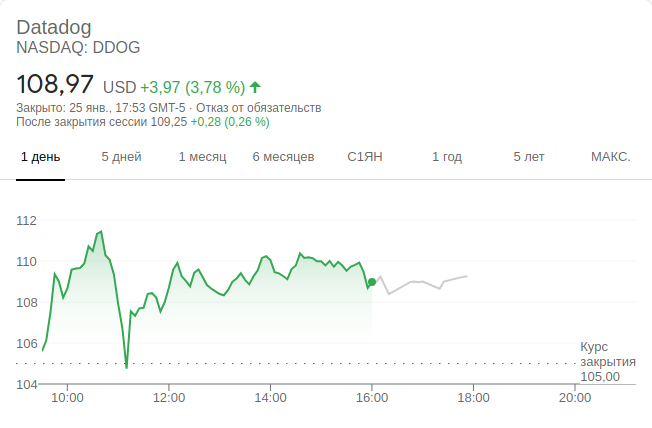 Datadog
NASDAQ: DDOG
108,97 USD +3,97 (3,78 %)
Закрыто: 25 янв., 17:53 GMT-5 · Отказ от обязательств
После закрытия сессии 109,25 +0,28 (0,26 %)
1 день 5 дней 1 месяц 6 месяцев С1ЯН 1 год 5 лет МАКС.
112
110
108
106
Курс
закрытия
105,00
104
10:00 12:00 14:00 16:00 18:00 20:00